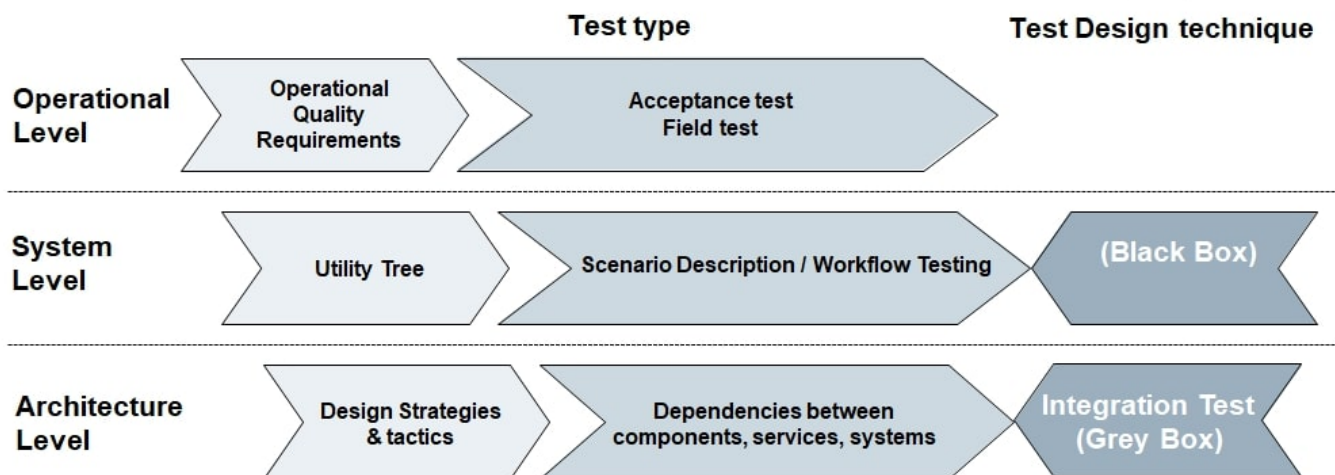 Test type
Test Design technique
Operational
Level
Operational
Quality
Requirements
Acceptance test
Field test
System
Level
Utility Tree
Scenario Description / Workflow Testing
(Black Box)
Architecture
Level
Design Strategies
& tactics
Dependencies between
components, services, systems
Integration Test
(Grey Box)